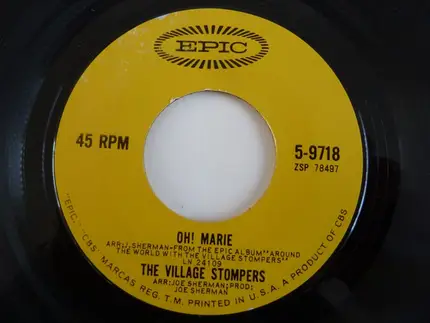 EPIC
45 RPM
5-9718
ZSP 78497
OH! MARIE
ARR:J. SHERMAN-FROM THE EPIC ALBUM "AROUND
THE WORLD WITH THE VILLAGE STOMPERS"
LN 24109
THE VILLAGE STOMPERS
ARR:JOE SHERMAN;PROD:
JOE SHERMAN
"EPIC," CBS. MARCAS REG. T.M. PRINTED IN U.S.A. PRODUCT OF CBS